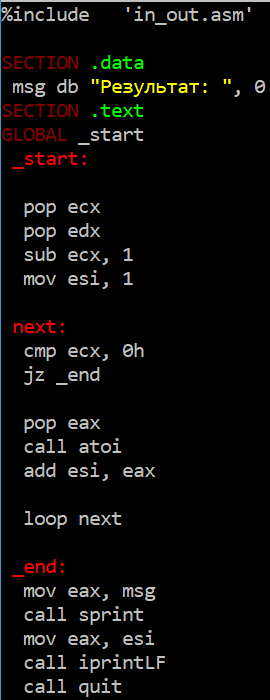 %include   'in_out.asm'

SECTION .data
 msg db "Результат: ", 0
SECTION .text
GLOBAL _start
 _start:

  pop ecx
  pop edx
  sub ecx, 1
  mov esi, 1

 next:
  cmp ecx, 0h
  jz _end

  pop eax
  call atoi
  add esi, eax

  loop next

 _end:
  mov eax, msg
  call sprint
  mov eax, esi
  call iprintLF
  call quit